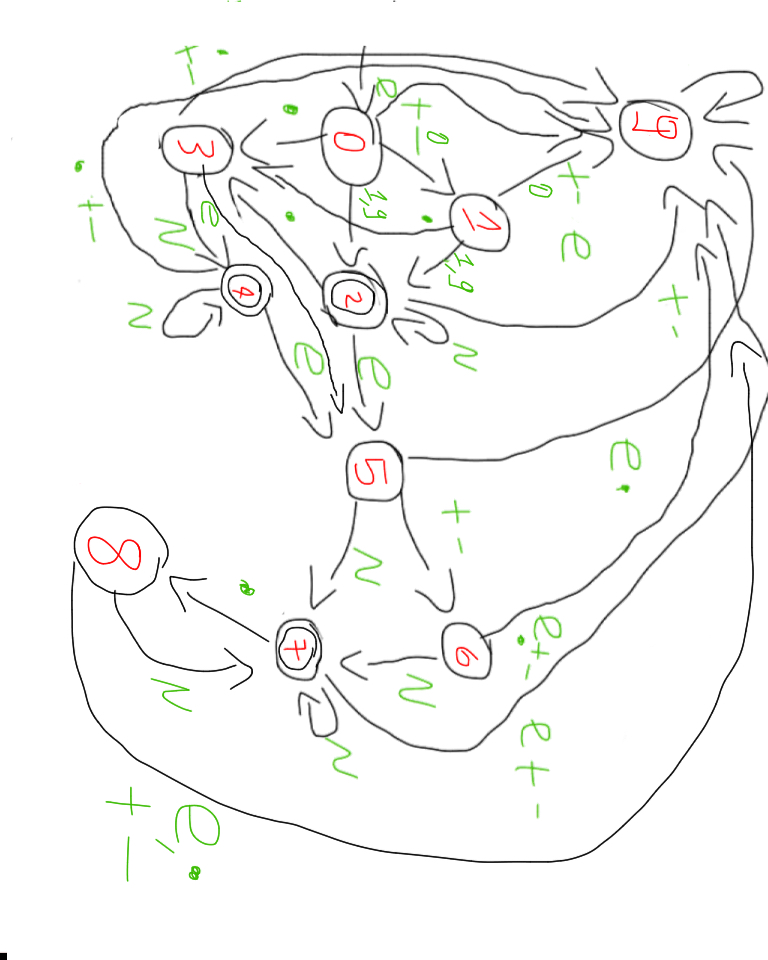 9
+ -
e .
+- e
0
e+-
.
e + -
1
1,9
N
0
+ -
.
+ -
6
N
e
1,9
0
2
e
5
N
N
.
.
e
7
4
.
.
+-
3
e
N
N
N
e, .
+ -
8
. +-